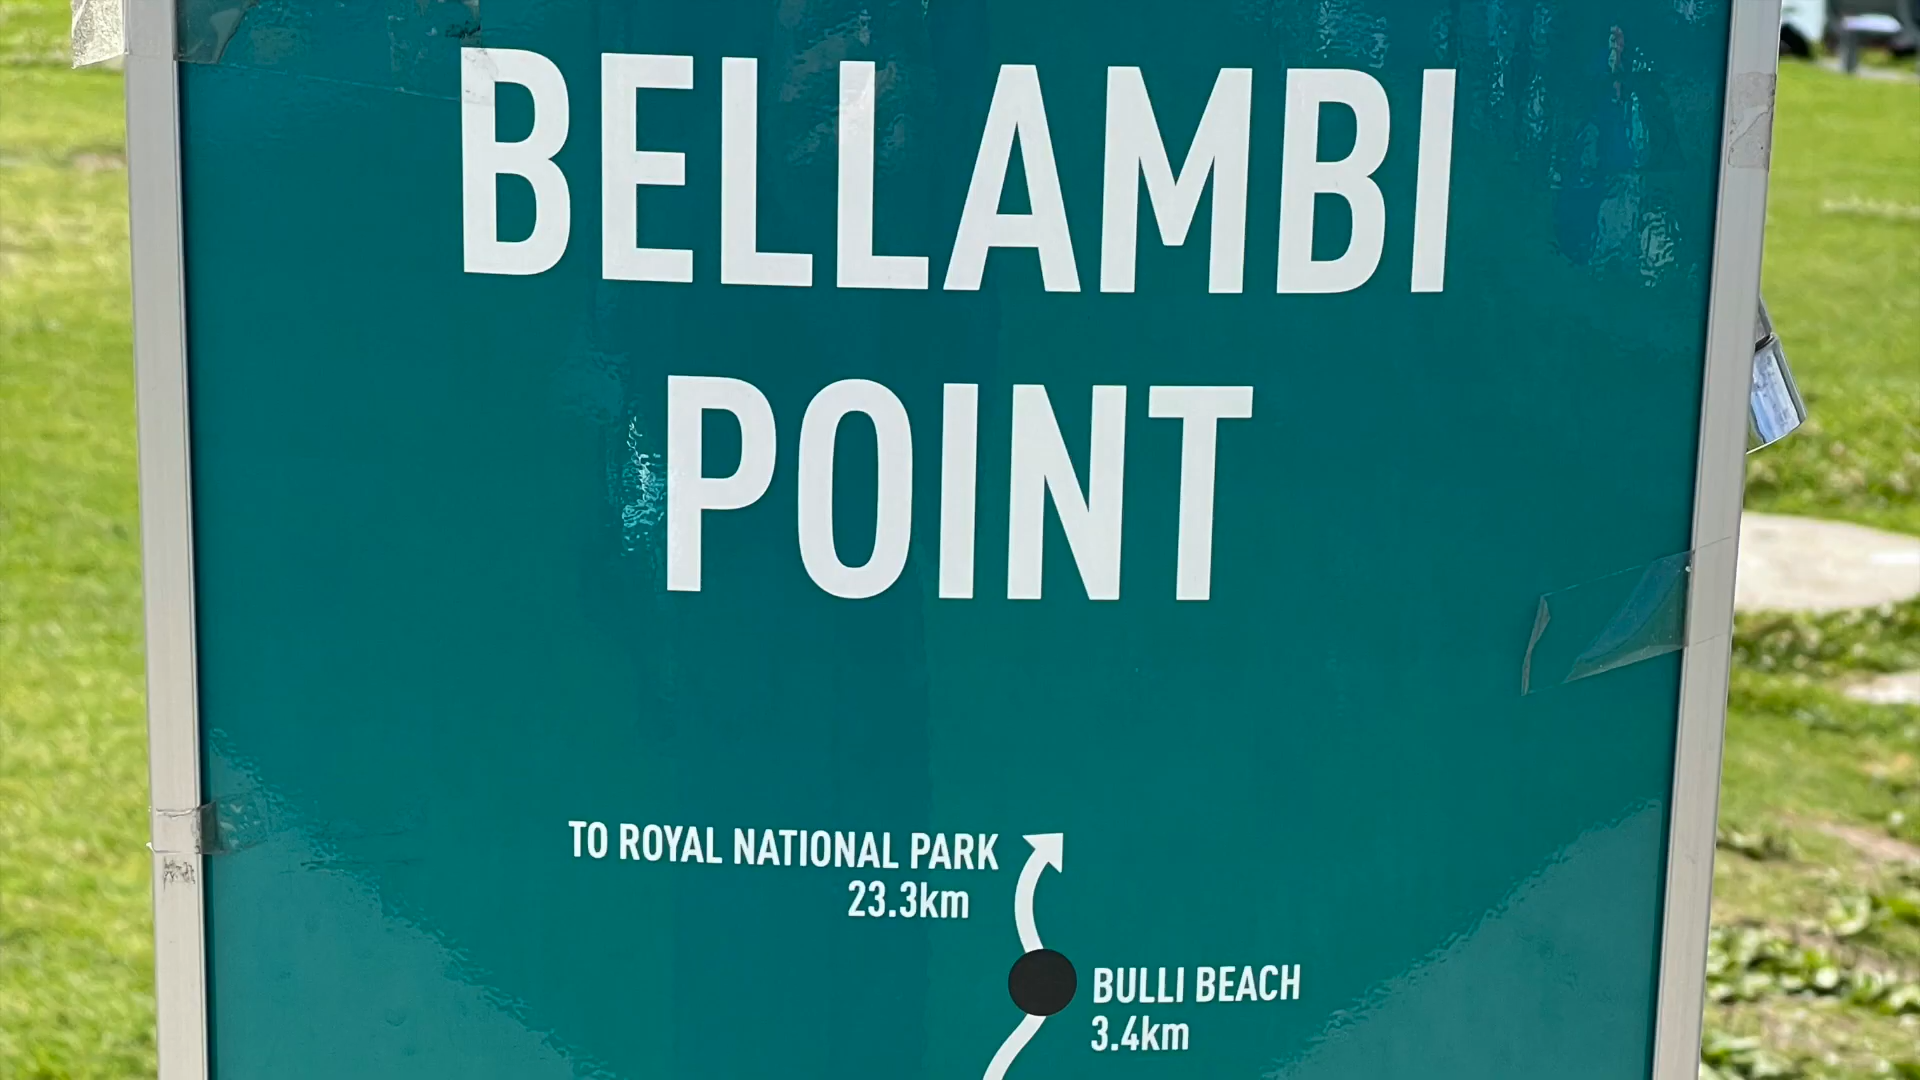 BELLAMBI
POINT
TO ROYAL NATIONAL PARK
23.3km
BULLI BEACH
3.4km